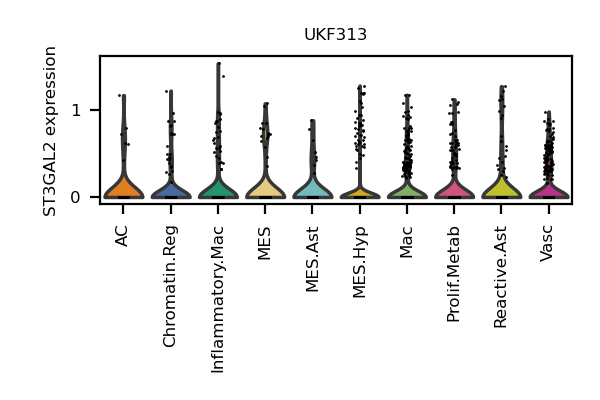 UKF313
ST3GAL2 expression
1
0
AC
Chromatin.Reg
Inflammatory.Mac
MES
MES.Ast
MES.Hyp
Mac
Prolif.Metab
Reactive.Ast
Vasc